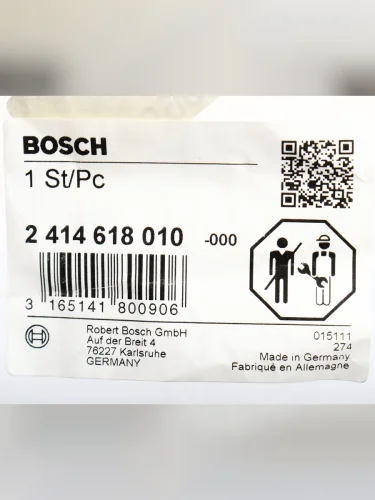 BOSCH
1 St/Pc
2 414 618 010 -000
3 165141 800906
Robert Bosch GmbH
Auf der Breit 4
76227 Karlsruhe
GERMANY
015111
274
Made in Germany
Fabriqué en Allemagne